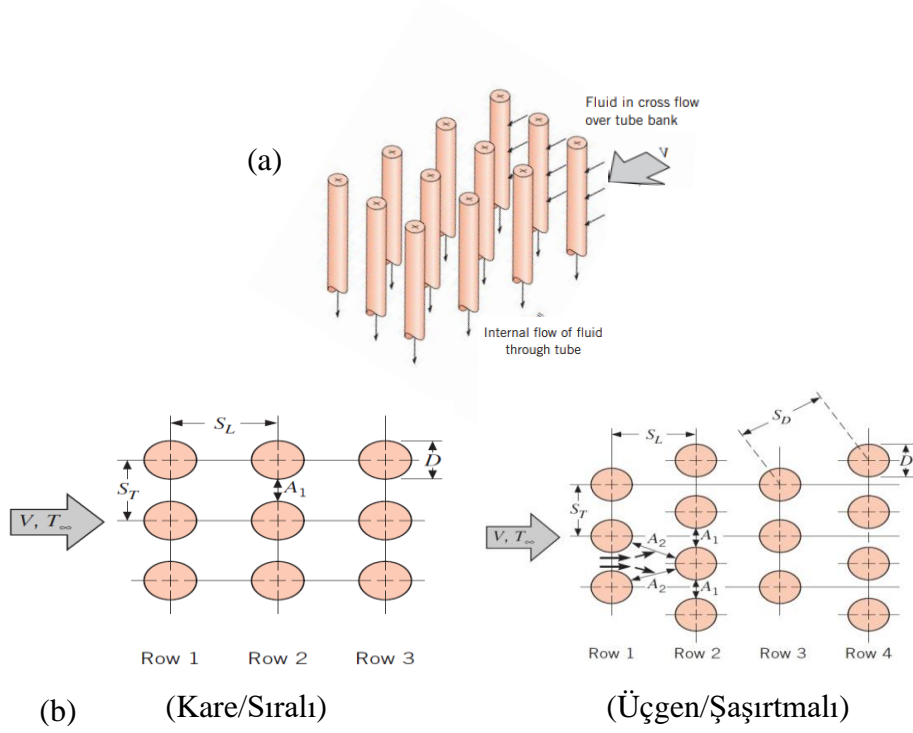 Fluid in cross flow
over tube bank
(a)
V
Internal flow of fluid
through tube
S_L
S_D
S_L
D
D
S_T
A_1
S_T
V, T_∞
V, T_∞
A_2
A_1
A_2
A_1
Row 1 Row 2 Row 3
Row 1 Row 2 Row 3 Row 4
(b) (Kare/Sıralı) (Üçgen/Şaşırtmalı)